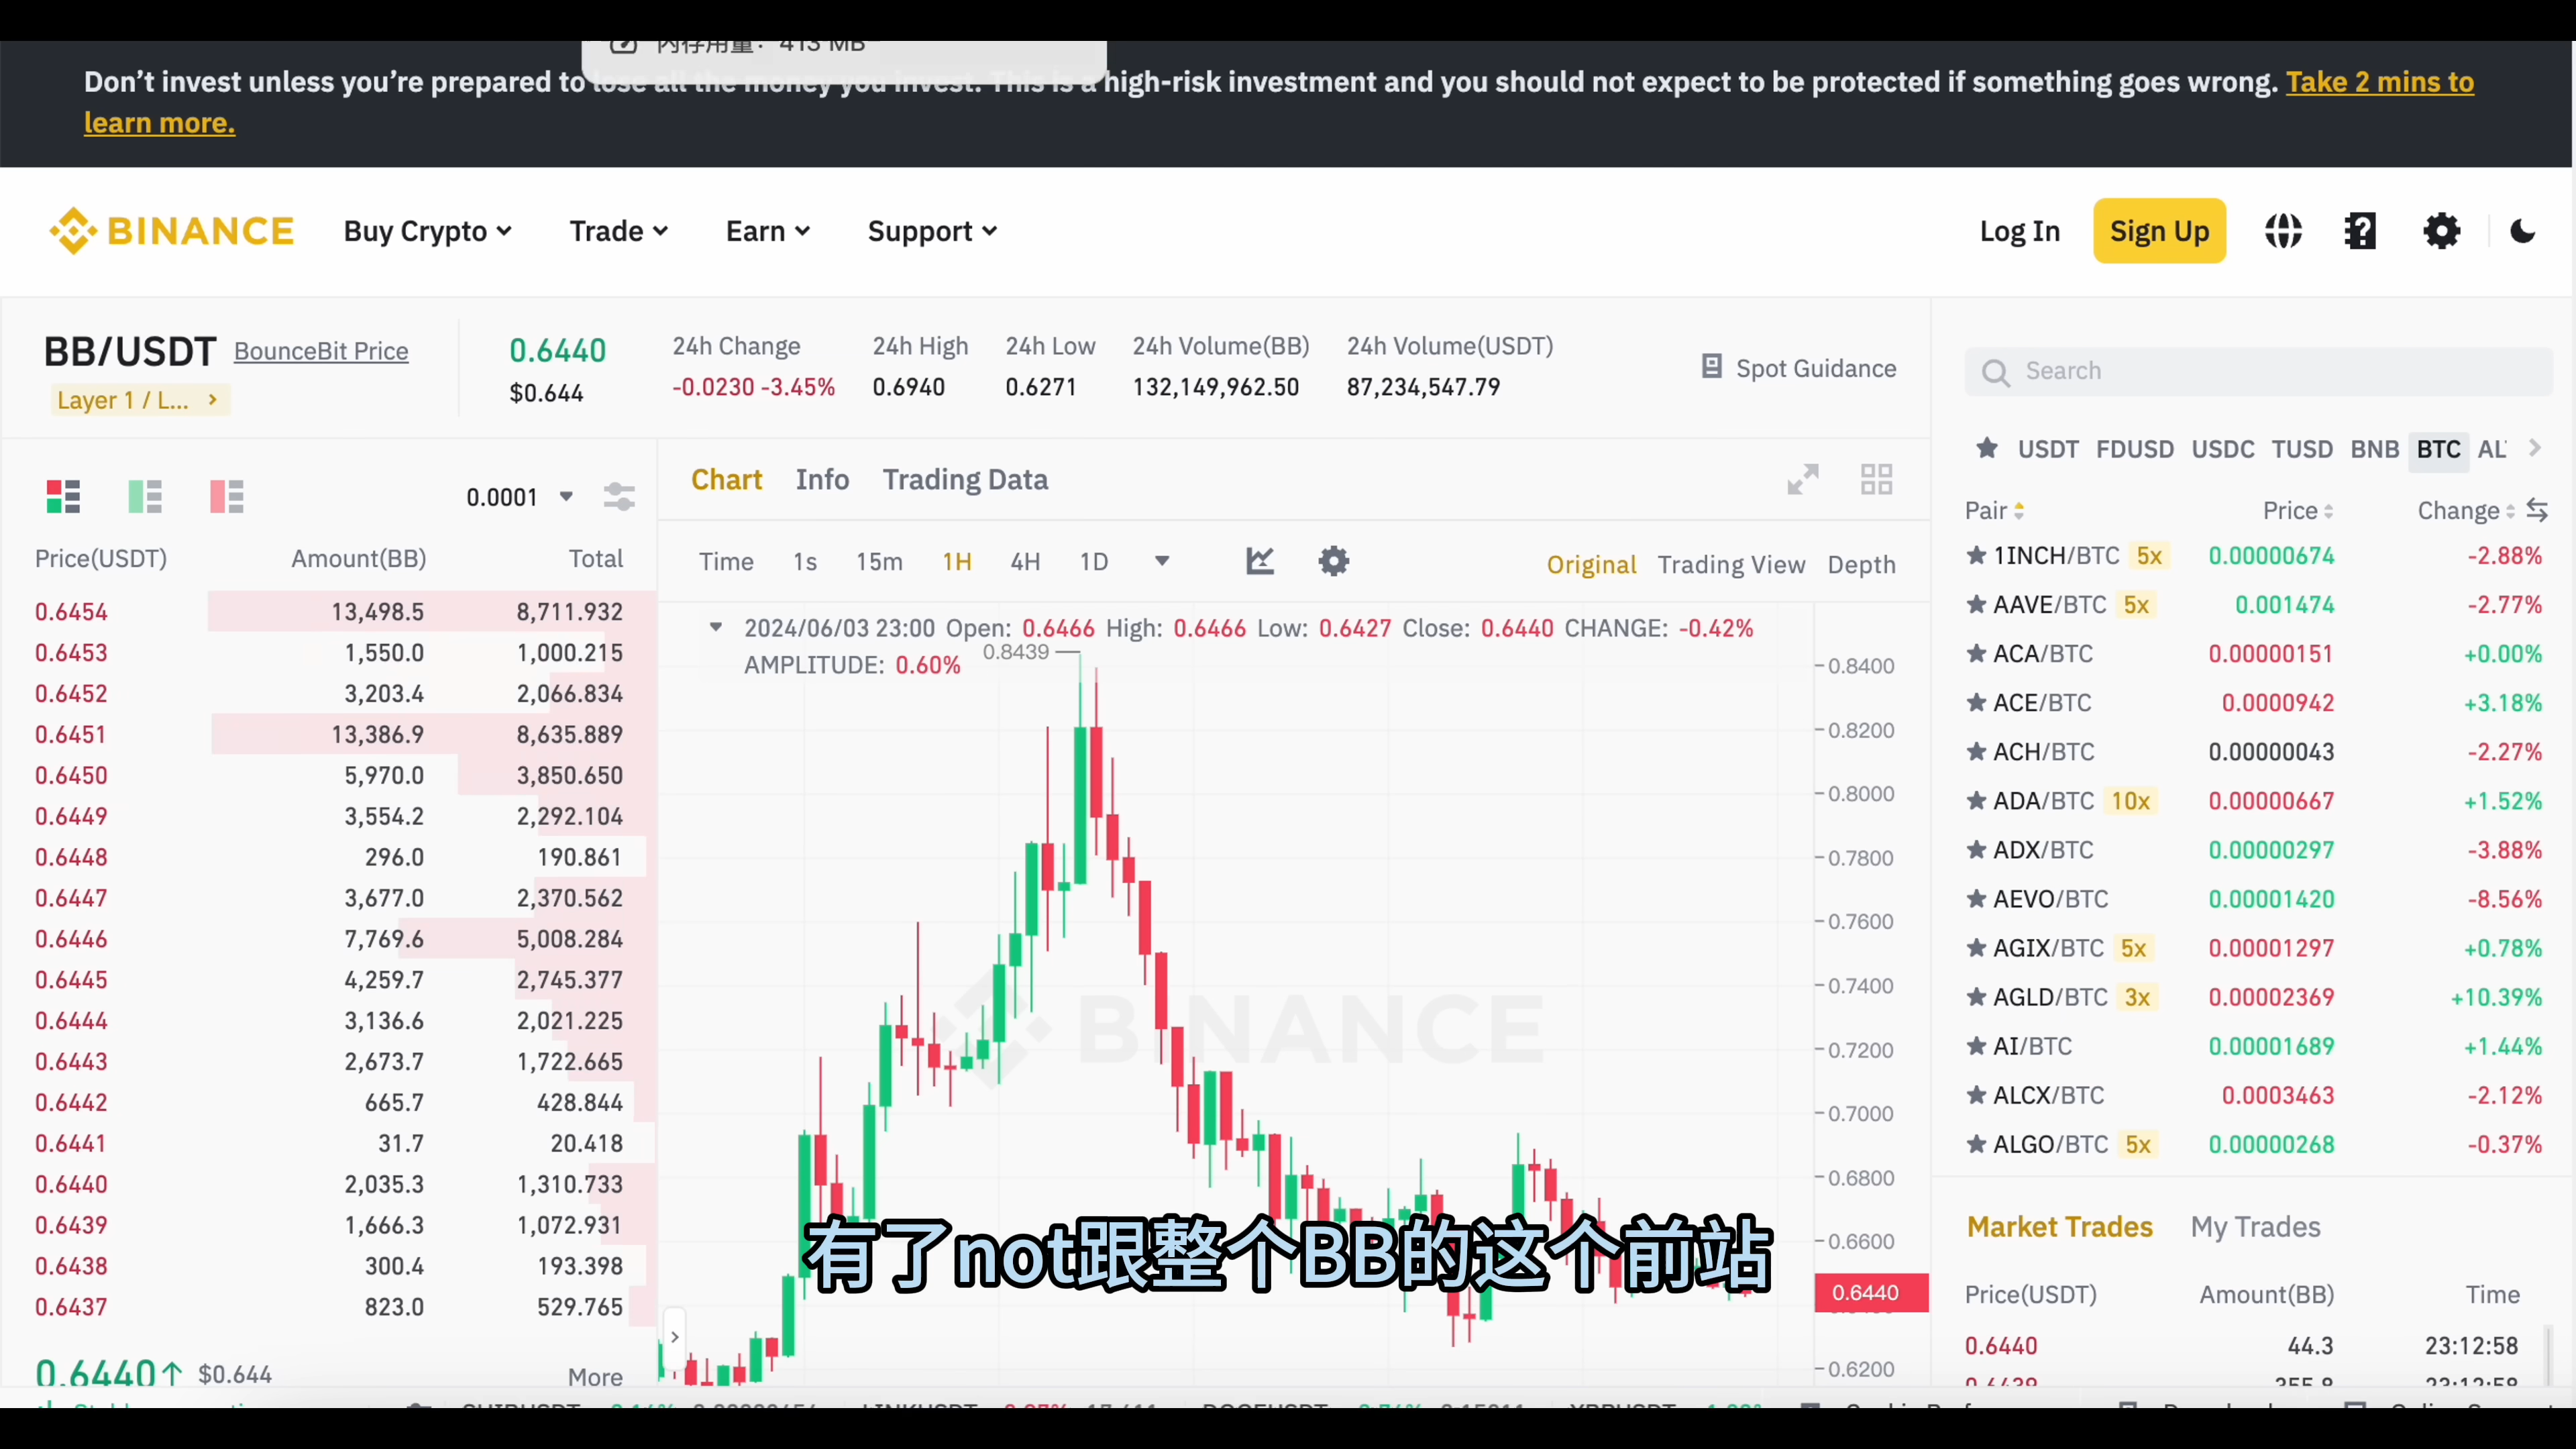 内存用量： 413 MB
Don't invest unless you're prepared to lose all the money you invest. This is a high-risk investment and you should not expect to be protected if something goes wrong. Take 2 mins to
learn more.
BINANCE
Buy Crypto
Trade
Earn
Support
Log In
Sign Up
BB/USDT
BounceBit Price
Layer 1 / L...
0.6440
$0.644
24h Change
-0.0230 -3.45%
24h High
0.6940
24h Low
0.6271
24h Volume(BB)
132,149,962.50
24h Volume(USDT)
87,234,547.79
Spot Guidance
0.0001
Price(USDT) Amount(BB) Total
0.6454 13,498.5 8,711.932
0.6453 1,550.0 1,000.215
0.6452 3,203.4 2,066.834
0.6451 13,386.9 8,635.889
0.6450 5,970.0 3,850.650
0.6449 3,554.2 2,292.104
0.6448 296.0 190.861
0.6447 3,677.0 2,370.562
0.6446 7,769.6 5,008.284
0.6445 4,259.7 2,745.377
0.6444 3,136.6 2,021.225
0.6443 2,673.7 1,722.665
0.6442 665.7 428.844
0.6441 31.7 20.418
0.6440 2,035.3 1,310.733
0.6439 1,666.3 1,072.931
0.6438 300.4 193.398
0.6437 823.0 529.765
0.6440↑ $0.644 More
Chart Info Trading Data
Time 1s 15m 1H 4H 1D
Original Trading View Depth
2024/06/03 23:00 Open: 0.6466 High: 0.6466 Low: 0.6427 Close: 0.6440 CHANGE: -0.42%
AMPLITUDE: 0.60%
0.8439
0.8400
0.8200
0.8000
0.7800
0.7600
0.7400
0.7200
0.7000
0.6800
0.6600
0.6440
0.6200
BINANCE
有了not跟整个BB的这个前站
Search
USDT FDUSD USDC TUSD BNB BTC
Pair Price Change
1INCH/BTC 5x 0.00000674 -2.88%
AAVE/BTC 5x 0.001474 -2.77%
ACA/BTC 0.00000151 +0.00%
ACE/BTC 0.0000942 +3.18%
ACH/BTC 0.00000043 -2.27%
ADA/BTC 10x 0.00000667 +1.52%
ADX/BTC 0.00000297 -3.88%
AEVO/BTC 0.00001420 -8.56%
AGIX/BTC 5x 0.00001297 +0.78%
AGLD/BTC 3x 0.00002369 +10.39%
AI/BTC 0.00001689 +1.44%
ALCX/BTC 0.0003463 -2.12%
ALGO/BTC 5x 0.00000268 -0.37%
Market Trades My Trades
Price(USDT) Amount(BB) Time
0.6440 44.3 23:12:58